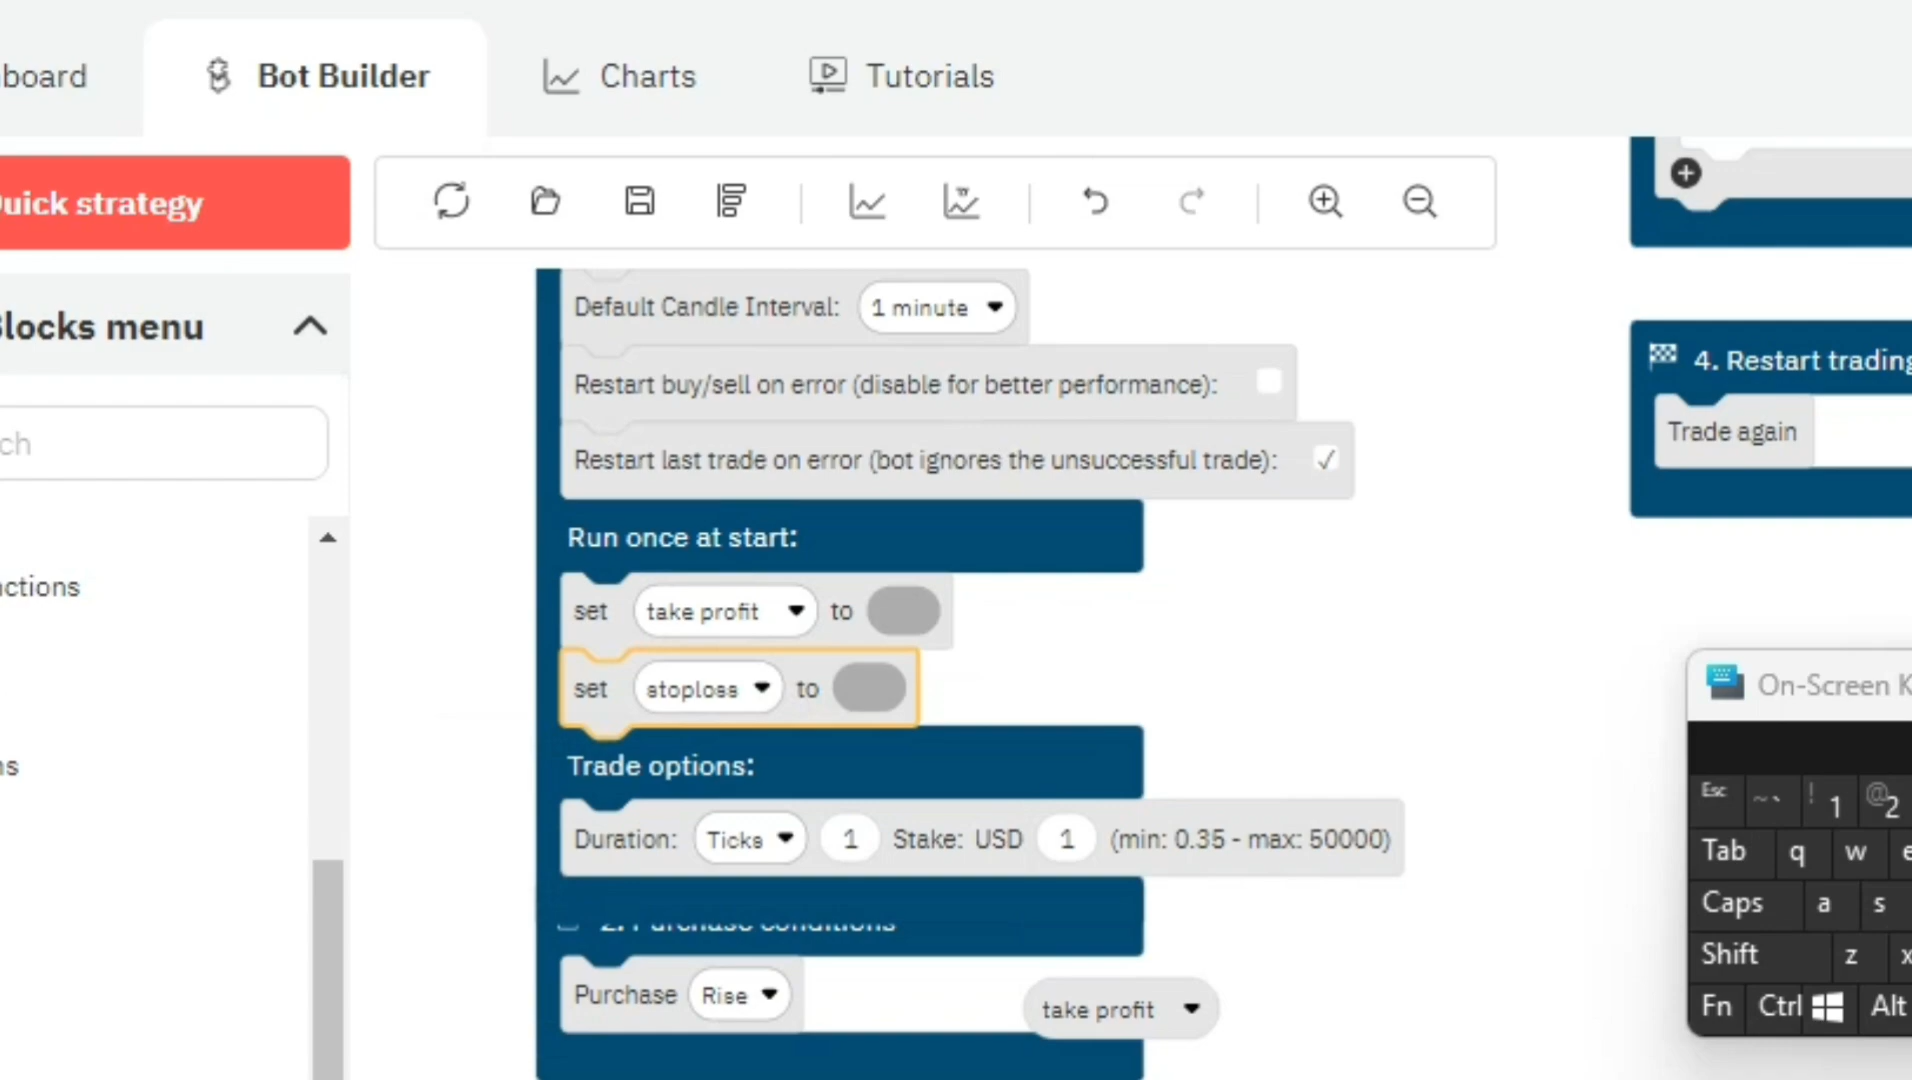 board
Bot Builder
Charts
Tutorials
uick strategy
locks menu
ch
ctions
ns
Default Candle Interval: 1 minute
Restart buy/sell on error (disable for better performance):
Restart last trade on error (bot ignores the unsuccessful trade): ✓
Run once at start:
set take profit to
set stoploss to
Trade options:
Duration: Ticks 1 Stake: USD 1 (min: 0.35 - max: 50000)
2. Purchase conditions
Purchase Rise
take profit
4. Restart trading
Trade again
On-Screen K
Esc ~ ` ! 1 @ 2
Tab q w e
Caps a s
Shift z x
Fn Ctrl Alt